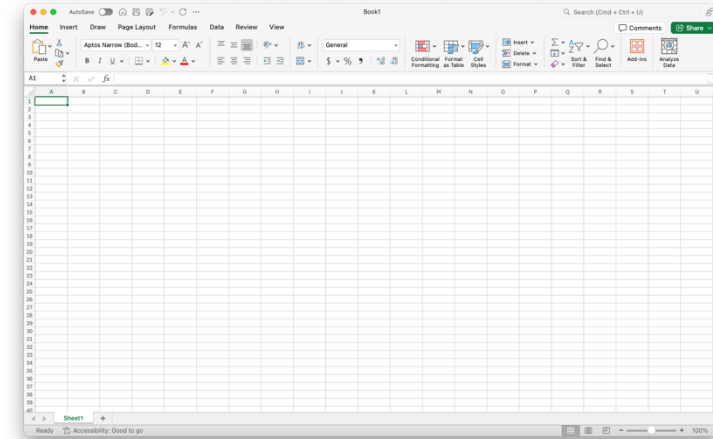 AutoSave
Book1
Search (Cmd + Ctrl + U)
Home Insert Draw Page Layout Formulas Data Review View
Comments Share
Paste
Aptos Narrow (Bod... 12 A^ A˅
B I U A
General
$ % 9
Conditional Formatting
Format as Table
Cell Styles
Insert
Delete
Format
Sort & Filter
Find & Select
Add-ins
Analyze Data
A1 fx
A B C D E F G H I J K L M N O P Q R S T U
1
2
3
4
5
6
7
8
9
10
11
12
13
14
15
16
17
18
19
20
21
22
23
24
25
26
27
28
29
30
31
32
33
34
35
36
37
38
39
40
Sheet1 +
Ready Accessibility: Good to go
100%